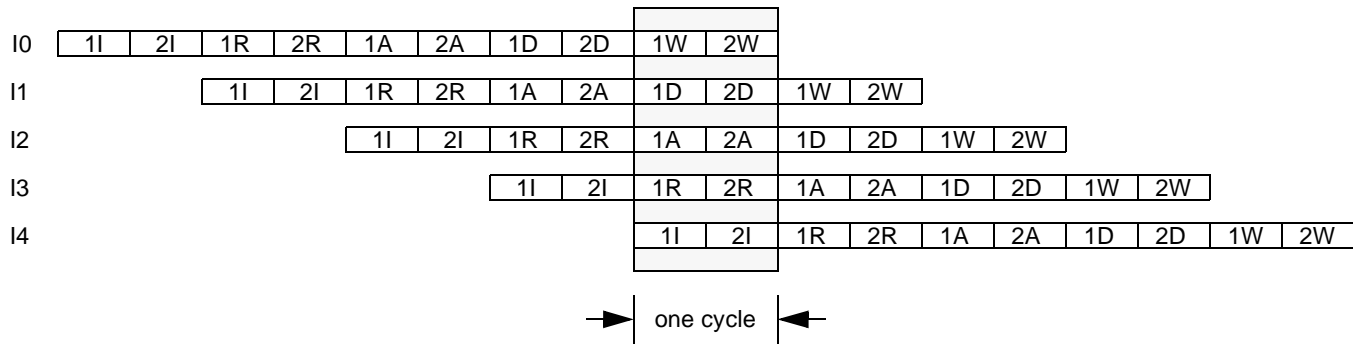 I0 1I 2I 1R 2R 1A 2A 1D 2D 1W 2W
I1 1I 2I 1R 2R 1A 2A 1D 2D 1W 2W
I2 1I 2I 1R 2R 1A 2A 1D 2D 1W 2W
I3 1I 2I 1R 2R 1A 2A 1D 2D 1W 2W
I4 1I 2I 1R 2R 1A 2A 1D 2D 1W 2W
one cycle